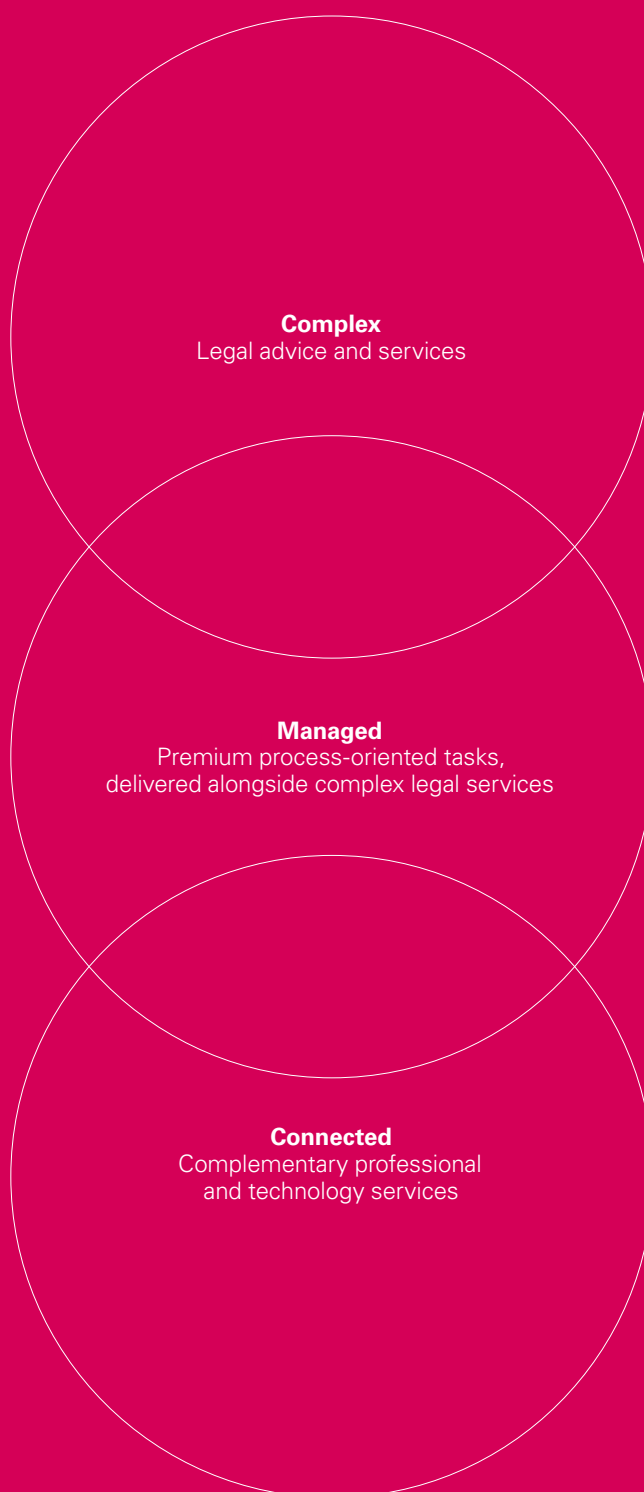 Complex
Legal advice and services
Managed
Premium process-oriented tasks,
delivered alongside complex legal services
Connected
Complementary professional
and technology services